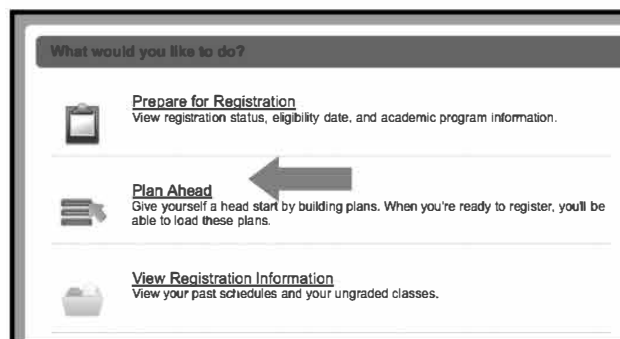 What would you like to do?
Prepare for Registration
View registration status, eligibility date, and academic program information.
Plan Ahead
Give yourself a head start by building plans. When you're ready to register, you'll be
able to load these plans.
View Registration Information
View your past schedules and your ungraded classes.